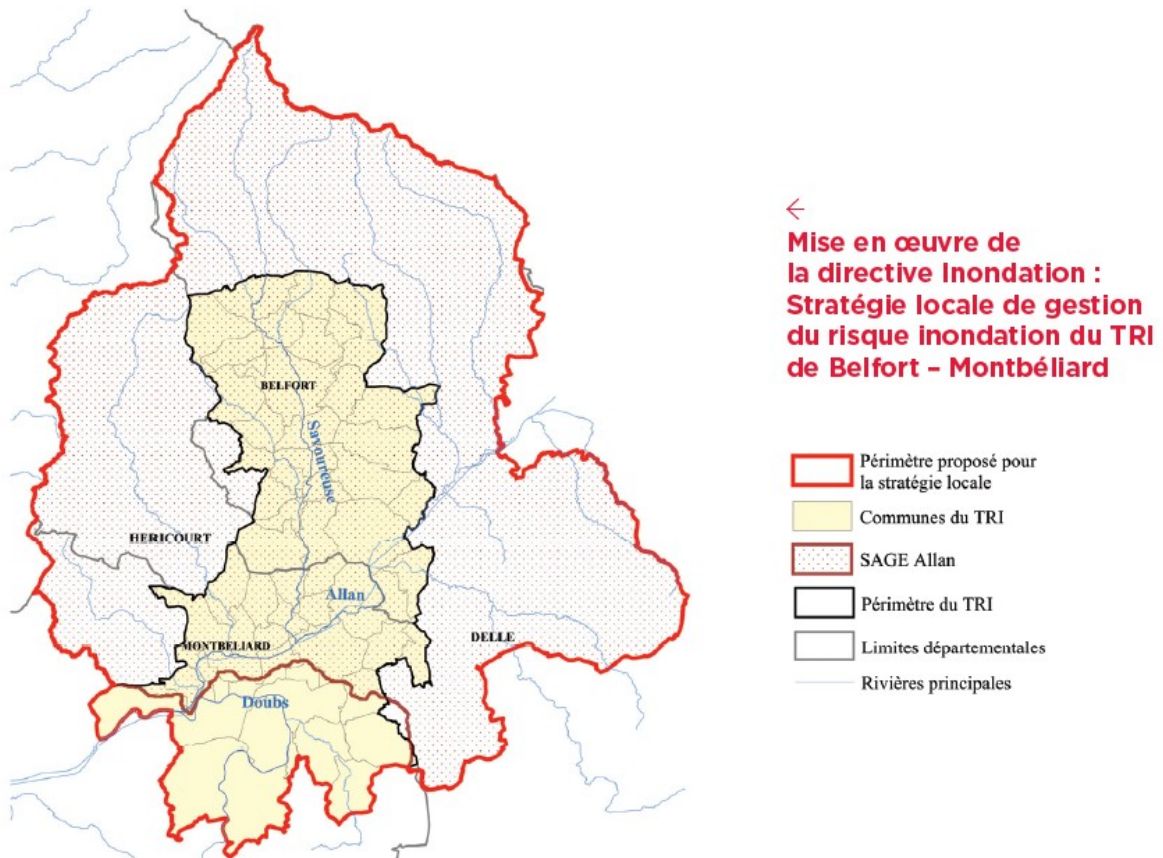 BELFORT
Savoureuse
HERICOURT
Allan
MONTBELIARD
DELLE
Doubs
←
Mise en œuvre de
la directive Inondation :
Stratégie locale de gestion
du risque inondation du TRI
de Belfort – Montbéliard
Périmètre proposé pour
la stratégie locale
Communes du TRI
SAGE Allan
Périmètre du TRI
Limites départementales
Rivières principales